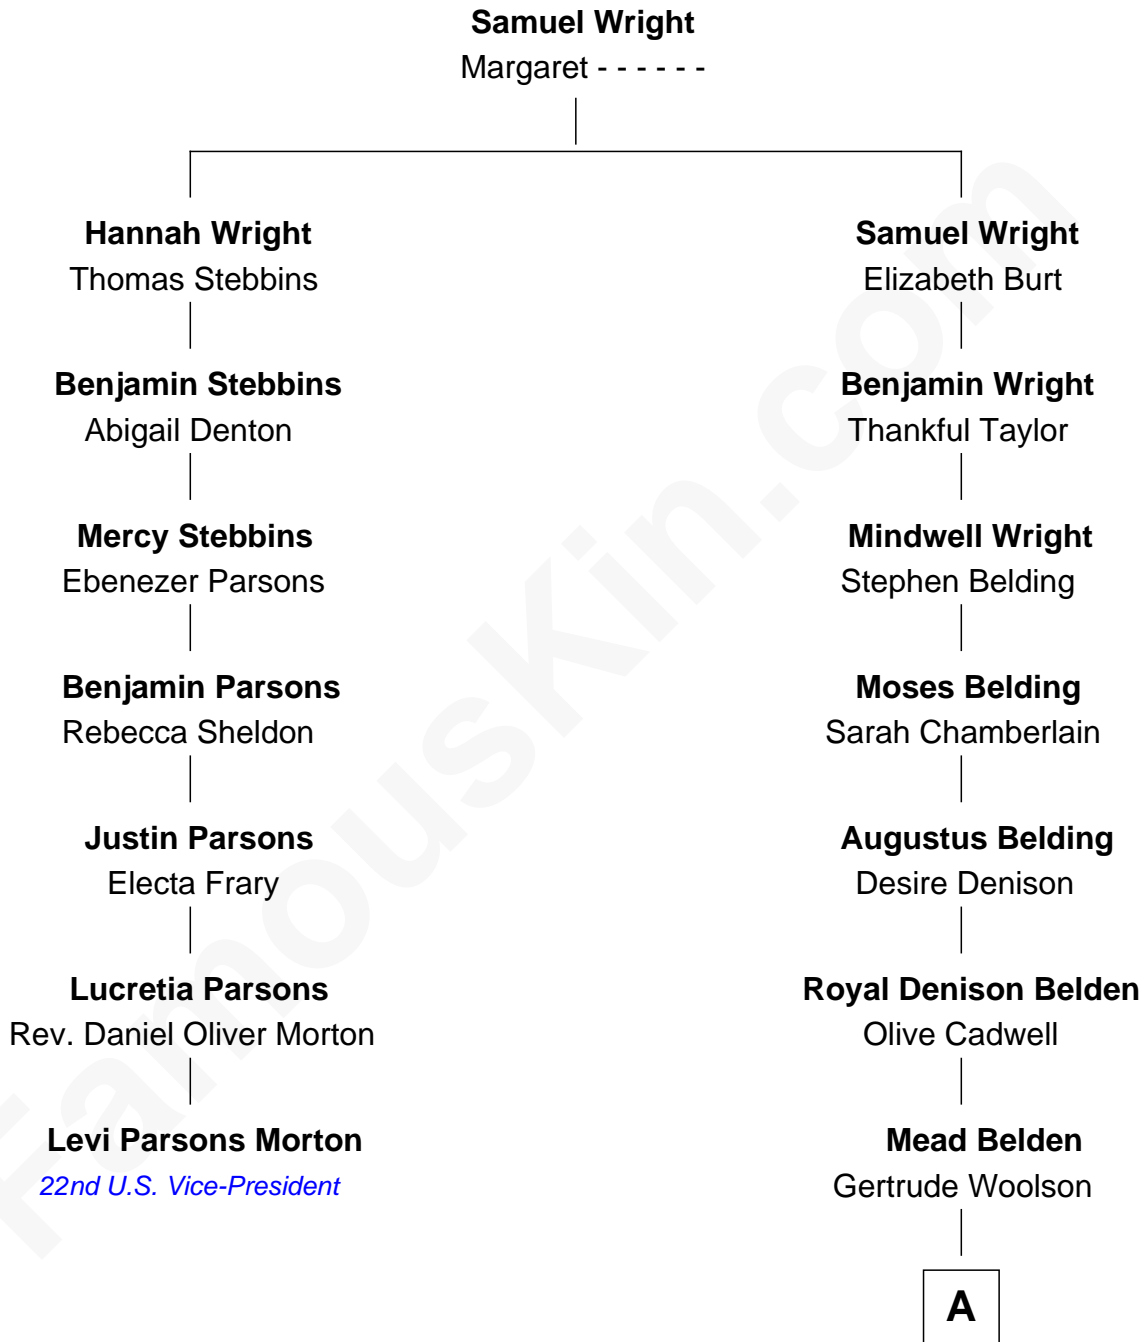 Samuel Wright
Margaret - - - - - -
Hannah Wright
Thomas Stebbins
Samuel Wright
Elizabeth Burt
Benjamin Stebbins
Abigail Denton
Benjamin Wright
Thankful Taylor
Mercy Stebbins
Ebenezer Parsons
Mindwell Wright
Stephen Belding
Benjamin Parsons
Rebecca Sheldon
Moses Belding
Sarah Chamberlain
Justin Parsons
Electa Frary
Augustus Belding
Desire Denison
Lucretia Parsons
Rev. Daniel Oliver Morton
Royal Denison Belden
Olive Cadwell
Levi Parsons Morton
22nd U.S. Vice-President
Mead Belden
Gertrude Woolson
A
FamousKin.com